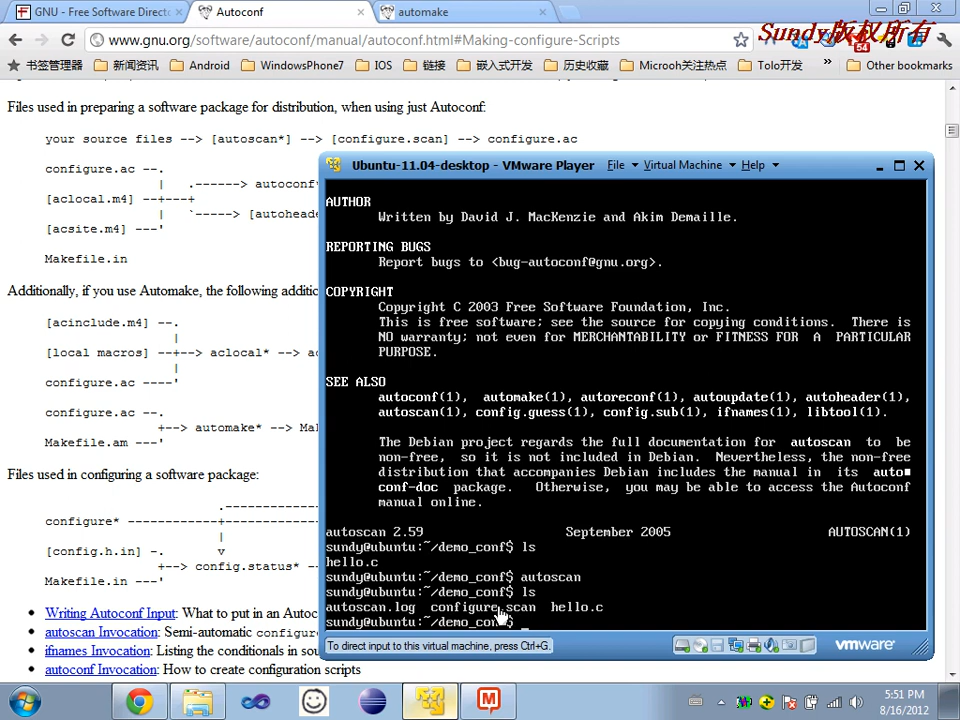 GNU - Free Software Direct
Autoconf
automake
Sundy版权所有
www.gnu.org/software/autoconf/manual/autoconf.html#Making-configure-Scripts
54
书签管理器 新闻资讯 Android WindowsPhone7 IOS 链接 嵌入式开发 历史收藏 Microoh关注热点 Tolo开发 » Other bookmarks
Files used in preparing a software package for distribution, when using just Autoconf:
your source files --> [autoscan*] --> [configure.scan] --> configure.ac
configure.ac --.
| .------> autoconf
[aclocal.m4] --+---+
| `-----> [autoheade
[acsite.m4] ---'
Makefile.in
Additionally, if you use Automake, the following additio
[acinclude.m4] --.
|
[local macros] --+--> aclocal* --> ac
|
configure.ac ----'
configure.ac --.
+--> automake* --> Ma
Makefile.am ---'
Files used in configuring a software package:
.-------------
configure* ------------+-------------
|
[config.h.in] -. v
+--> config.status*
Makefile.in ---'
Writing Autoconf Input: What to put in an Autoc
autoscan Invocation: Semi-automatic configure
ifnames Invocation: Listing the conditionals in sou
autoconf Invocation: How to create configuration scripts
Ubuntu-11.04-desktop - VMware Player File Virtual Machine Help
AUTHOR
Written by David J. MacKenzie and Akim Demaille.
REPORTING BUGS
Report bugs to <bug-autoconf@gnu.org>.
COPYRIGHT
Copyright C 2003 Free Software Foundation, Inc.
This is free software; see the source for copying conditions. There is
NO warranty; not even for MERCHANTABILITY or FITNESS FOR A PARTICULAR
PURPOSE.
SEE ALSO
autoconf(1), automake(1), autoreconf(1), autoupdate(1), autoheader(1),
autoscan(1), config.guess(1), config.sub(1), ifnames(1), libtool(1).
The Debian project regards the full documentation for autoscan to be
non-free, so it is not included in Debian. Nevertheless, the non-free
distribution that accompanies Debian includes the manual in its auto
conf-doc package. Otherwise, you may be able to access the Autoconf
manual online.
autoscan 2.59 September 2005 AUTOSCAN(1)
sundy@ubuntu:~/demo_conf$ ls
hello.c
sundy@ubuntu:~/demo_conf$ autoscan
sundy@ubuntu:~/demo_conf$ ls
autoscan.log configure.scan hello.c
sundy@ubuntu:~/demo_conf$ _
To direct input to this virtual machine, press Ctrl+G.
vmware
5:51 PM
8/16/2012